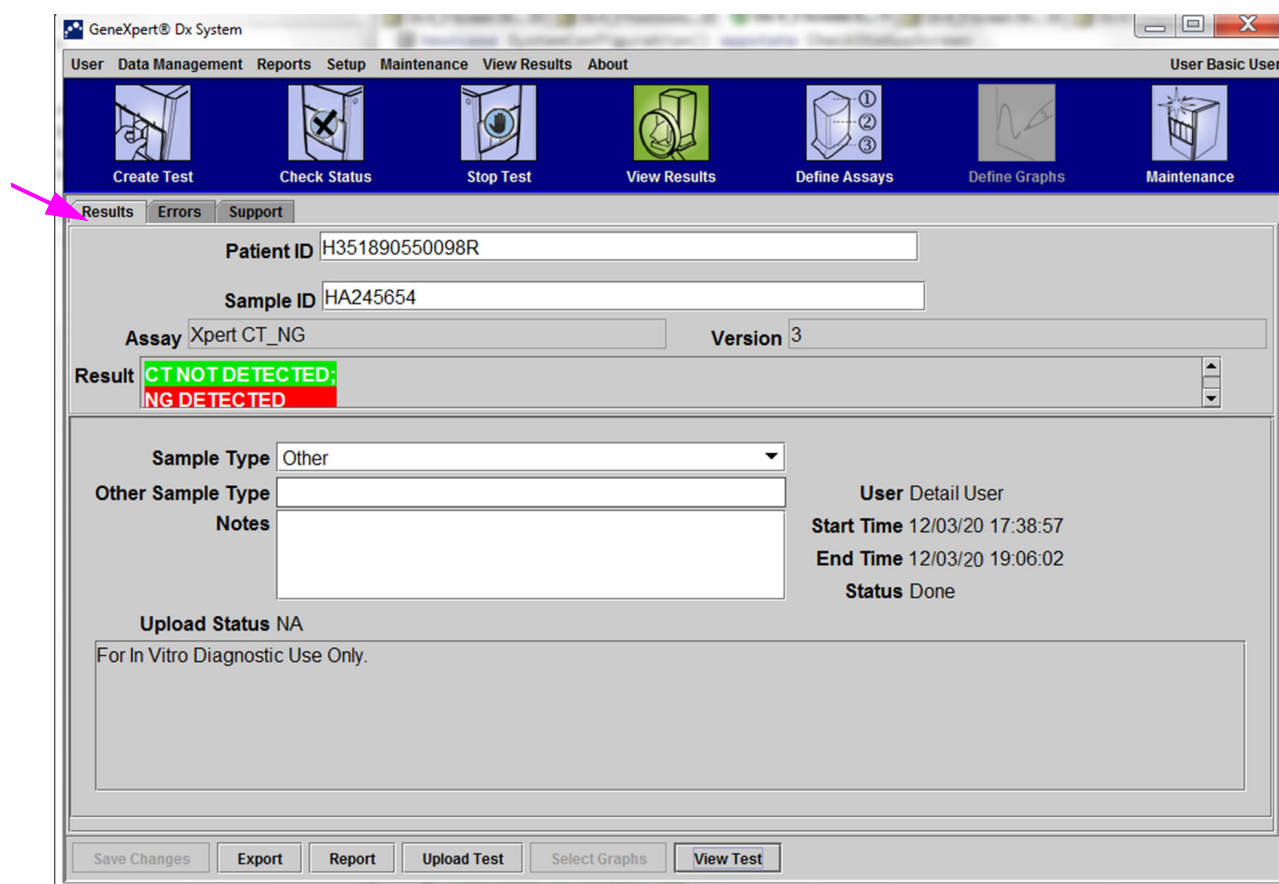 GeneXpert® Dx System
User Data Management Reports Setup Maintenance View Results About User Basic User
Create Test Check Status Stop Test View Results Define Assays Define Graphs Maintenance
Results Errors Support
Patient ID H351890550098R
Sample ID HA245654
Assay Xpert CT_NG Version 3
Result CT NOT DETECTED;
NG DETECTED
Sample Type Other
Other Sample Type User Detail User
Notes Start Time 12/03/20 17:38:57
End Time 12/03/20 19:06:02
Status Done
Upload Status NA
For In Vitro Diagnostic Use Only.
Save Changes Export Report Upload Test Select Graphs View Test